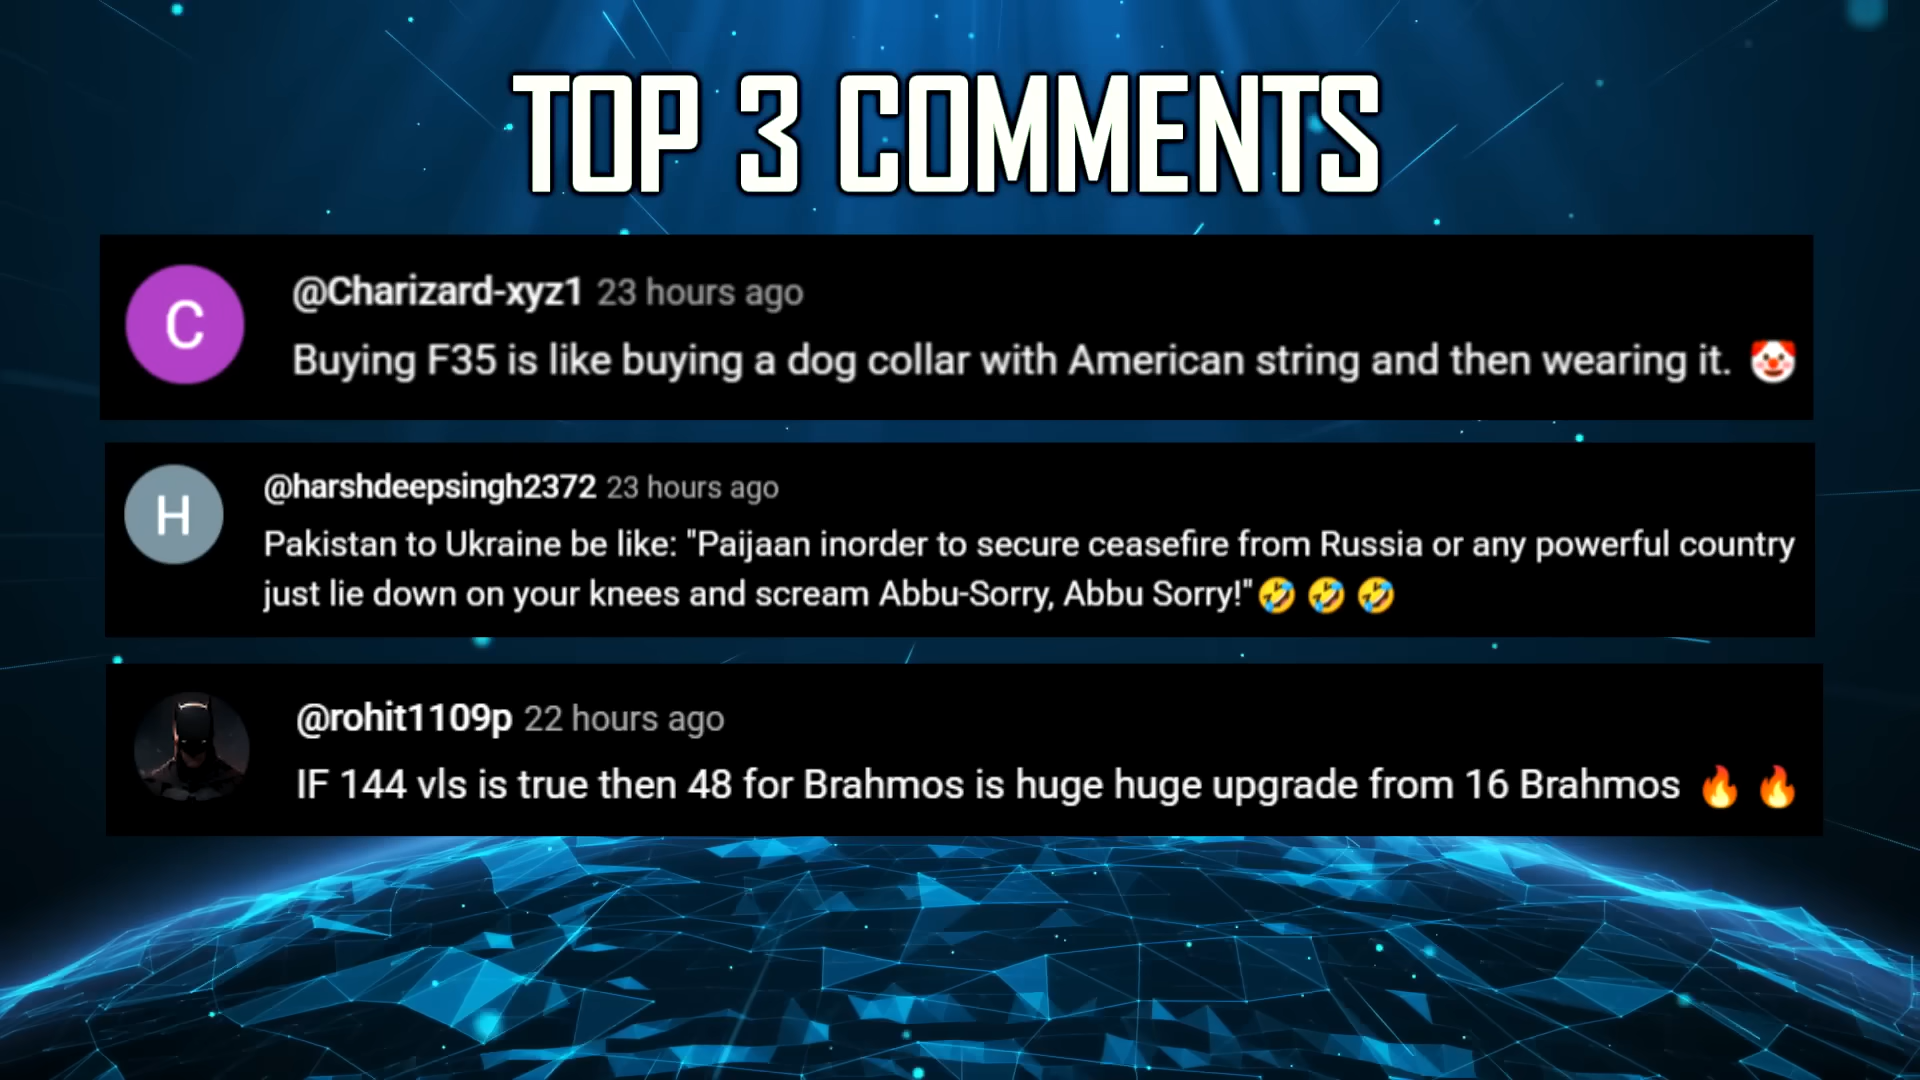 TOP 3 COMMENTS
C
@Charizard-xyz1 23 hours ago
Buying F35 is like buying a dog collar with American string and then wearing it. 🤡
H
@harshdeepsingh2372 23 hours ago
Pakistan to Ukraine be like: "Paijaan inorder to secure ceasefire from Russia or any powerful country
just lie down on your knees and scream Abbu-Sorry, Abbu Sorry!"🤣 🤣 🤣
@rohit1109p 22 hours ago
IF 144 vls is true then 48 for Brahmos is huge huge upgrade from 16 Brahmos 🔥 🔥